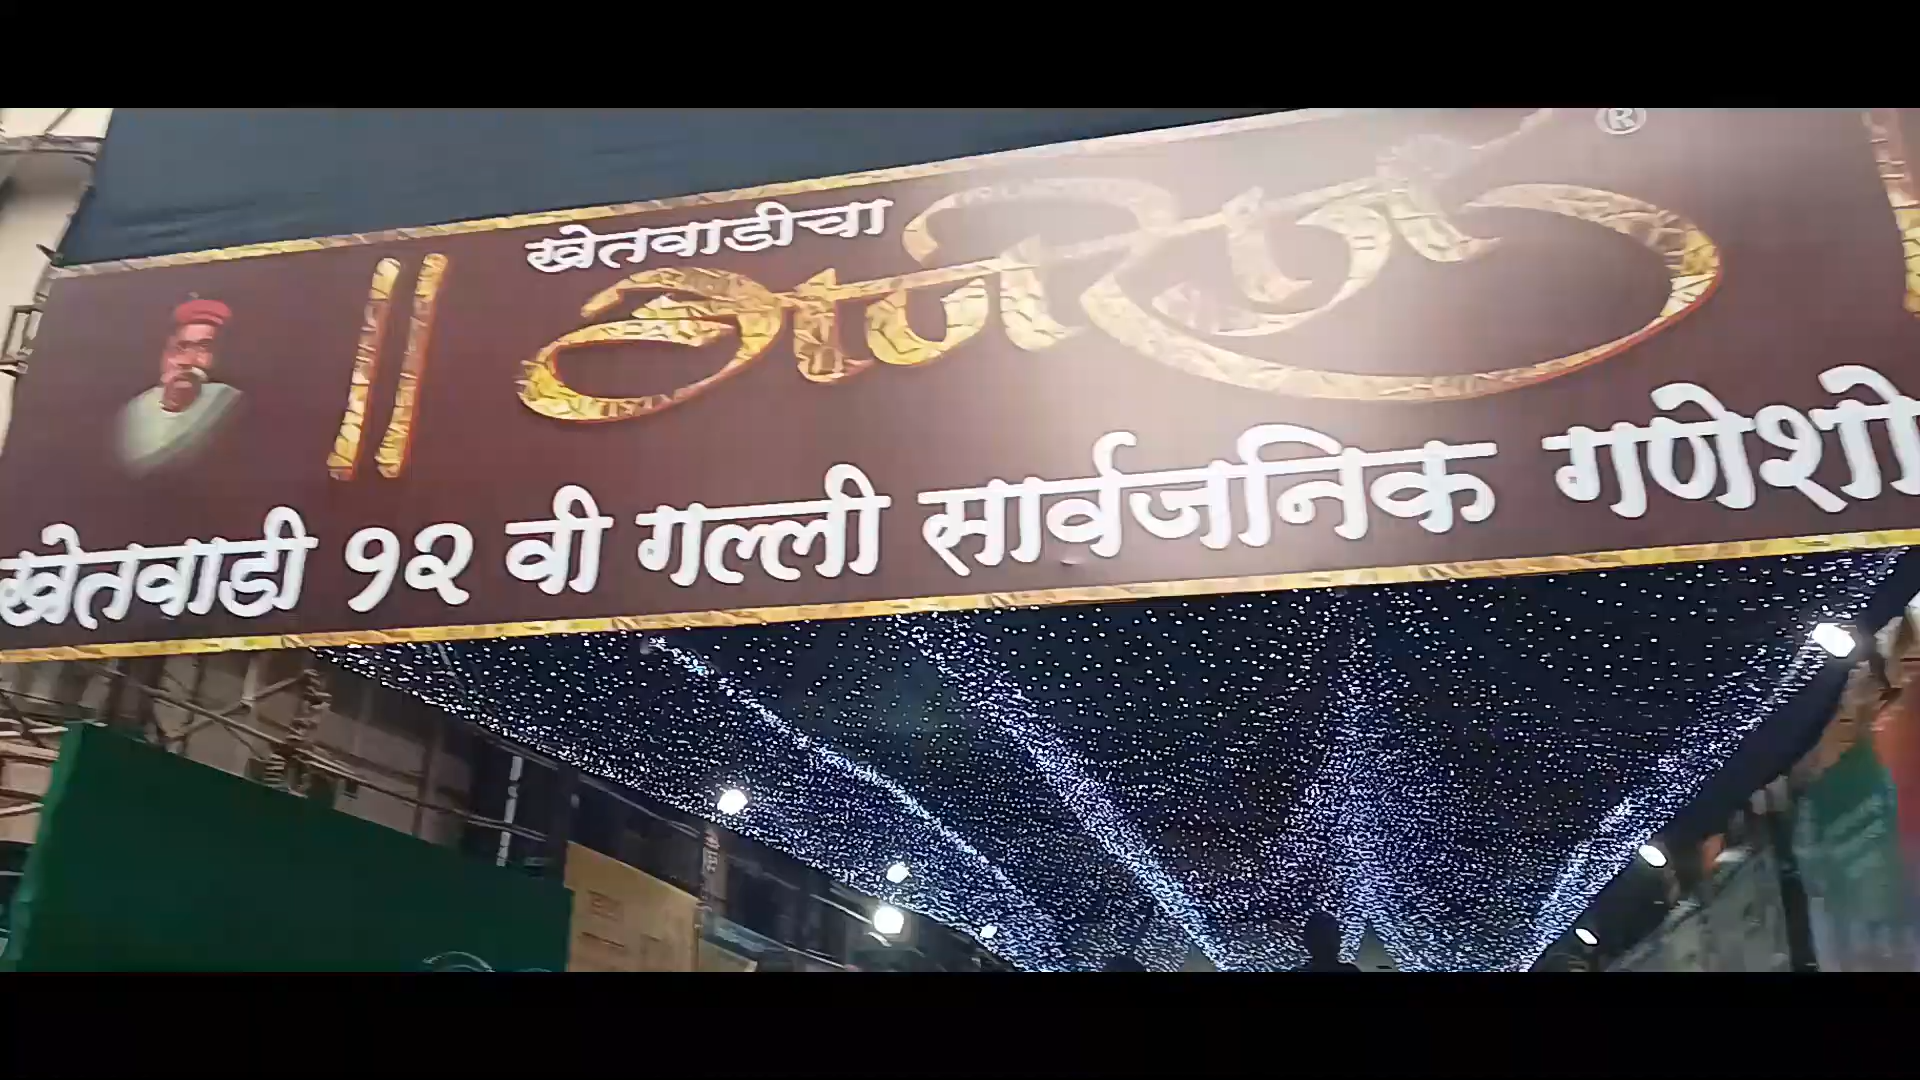 खेतवाडीचा
गणराज ®
खेतवाडी १२ वी गल्ली सार्वजनिक गणेशो